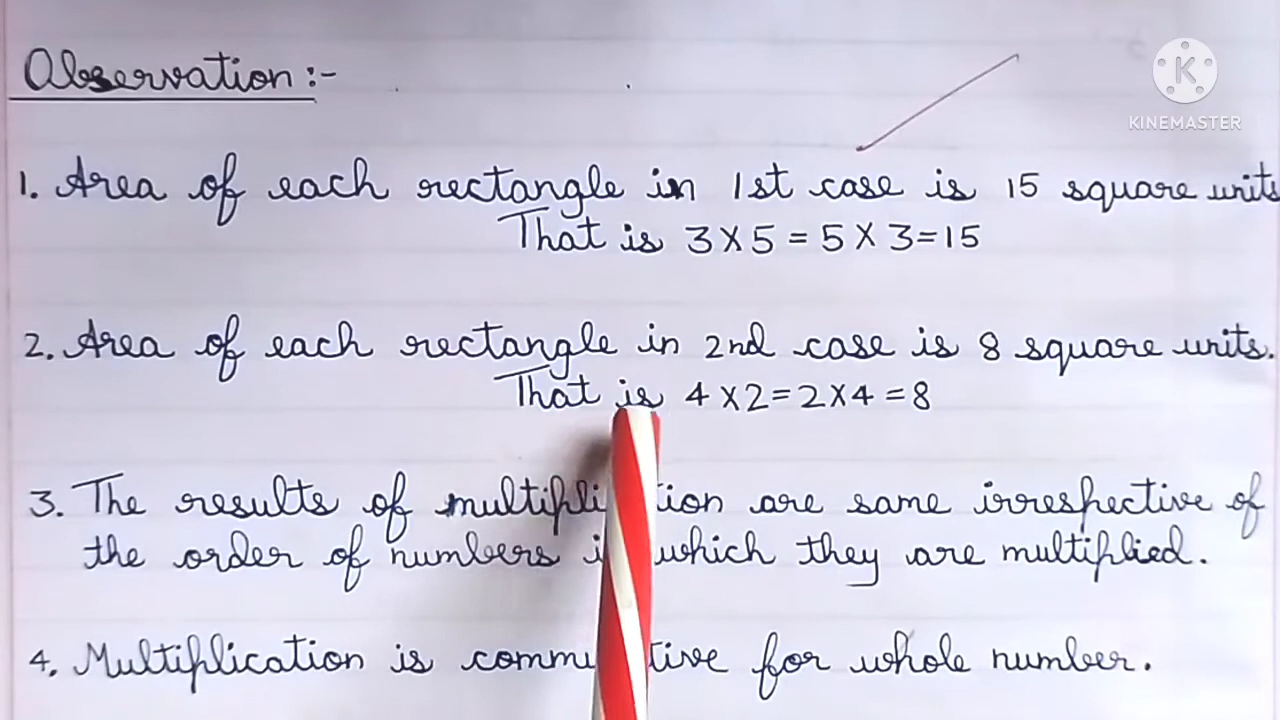 Observation :-
K
KINEMASTER
1. Area of each rectangle in 1st case is 15 square units
That is 3 X 5 = 5 X 3 = 15
2. Area of each rectangle in 2nd case is 8 square units.
That is 4 X 2 = 2 X 4 = 8
3. The results of are same irrespective of
the order of numbers which they are multiplied.
4. Multiplication is for whole number.